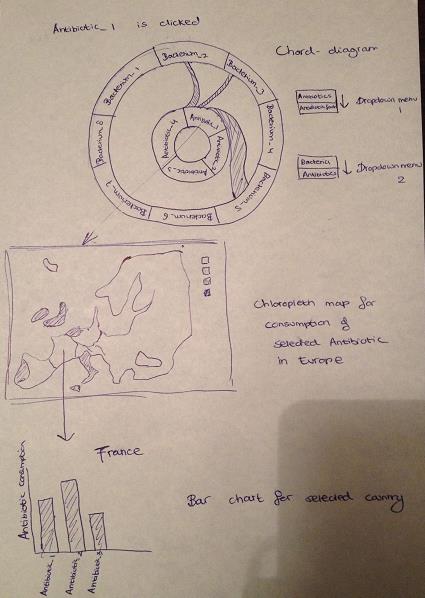 Antibiotic_1 is clicked
Chord-diagram
Bacterium_1
Bacterium_2
Bacterium_3
Bacterium_4
Bacterium_5
Bacterium_6
Bacterium_7
Bacterium_8
Antibiotic_1
Antibiotic_2
Antibiotic_3
Antibiotic_4
Antibiotics
Dropdown menu
1
Bacteria
Antibiotics
Dropdown menu
2
Chloropleth map for
consumption of
selected Antibiotic
in Europe
France
Antibiotic consumption
Antibiotic_1
Antibiotic_2
Antibiotic_3
Bar chart for selected country